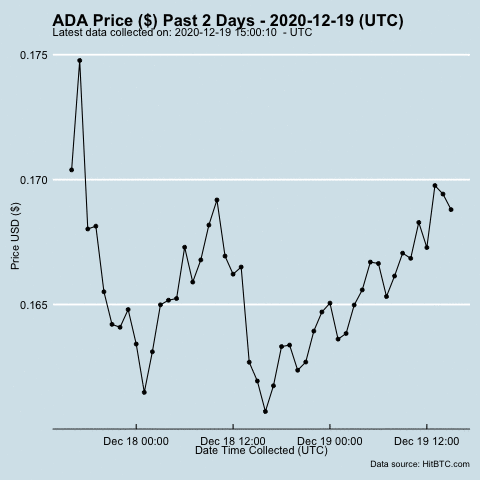 ADA Price ($) Past 2 Days - 2020-12-19 (UTC)
Latest data collected on: 2020-12-19 15:00:10  - UTC
0.175
0.170
0.165
Price USD ($)
Dec 18 00:00
Dec 18 12:00
Dec 19 00:00
Dec 19 12:00
Date Time Collected (UTC)
Data source: HitBTC.com